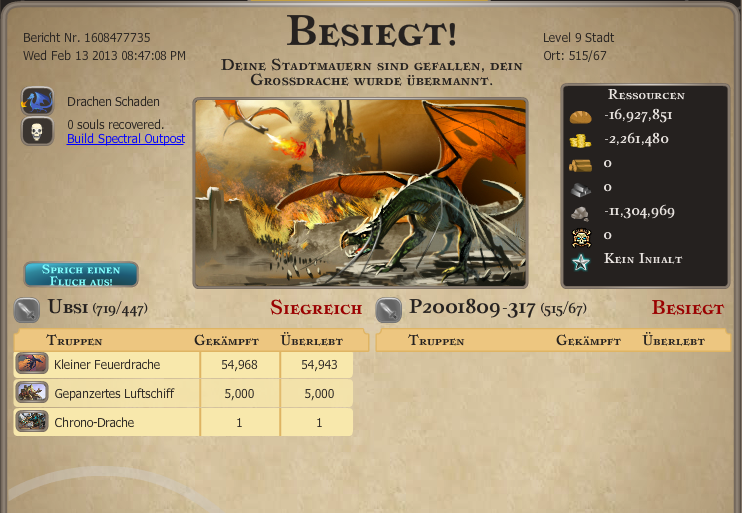 Bericht Nr. 1608477735
Wed Feb 13 2013 08:47:08 PM
Besiegt!
Deine Stadtmauern sind gefallen, dein
Grossdrache wurde übermannt.
Level 9 Stadt
Ort: 515/67
Drachen Schaden
0 souls recovered.
Build Spectral Outpost
Sprich einen
Fluch aus!
Ressourcen
-16,927,851
-2,261,480
0
0
-11,304,969
0
Kein Inhalt
Ubsi (719/447) Siegreich
Truppen Gekämpft Überlebt
Kleiner Feuerdrache 54,968 54,943
Gepanzertes Luftschiff 5,000 5,000
Chrono-Drache 1 1
P2001809-317 (515/67) Besiegt
Truppen Gekämpft Überlebt